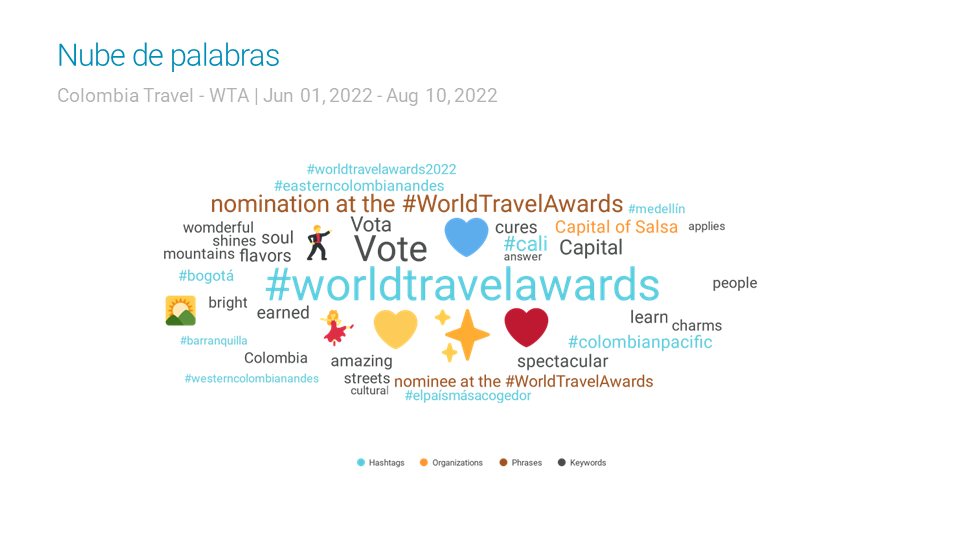 Nube de palabras
Colombia Travel - WTA | Jun 01, 2022 - Aug 10, 2022
#worldtravelawards2022
#easterncolombianandes
nomination at the #WorldTravelAwards
#medellín
womderful
Vota
cures
Capital of Salsa
applies
shines
soul
Vote
#cali
Capital
mountains
flavors
answer
#bogotá
#worldtravelawards
people
bright
earned
learn
charms
#barranquilla
#colombianpacific
Colombia
amazing
spectacular
#westerncolombianandes
streets
nominee at the #WorldTravelAwards
cultural
#elpaísmásacogedor
Hashtags
Organizations
Phrases
Keywords